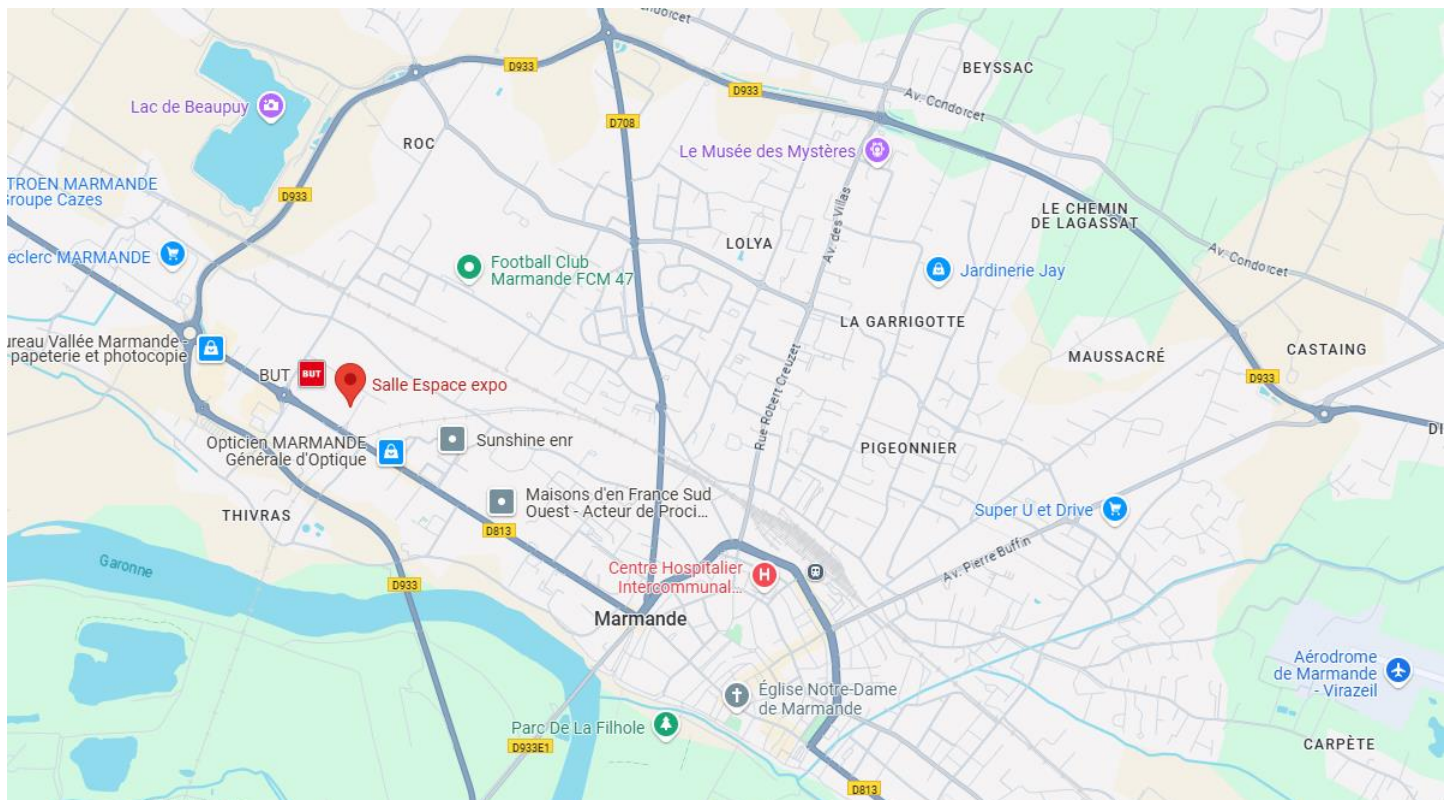 ondorcet
D933
BEYSSAC
D933
Av. Condorcet
Lac de Beaupuy
D708
ROC
Le Musée des Mystères
TROEN MARMANDE
Groupe Cazes
D933
LE CHEMIN
DE LAGASSAT
Av. des Villas
LOLYA
eclerc MARMANDE
Football Club
Marmande FCM 47
Av. Condorcet
Jardinerie Jay
LA GARRIGOTTE
ureau Vallée Marmande -
papeterie et photocopie
MAUSSACRÉ
CASTAING
BUT
BUT
Salle Espace expo
D933
Rue Robert Creuzet
DI
Opticien MARMANDE
Générale d'Optique
Sunshine enr
PIGEONNIER
Maisons d'en France Sud
Ouest - Acteur de Proci...
THIVRAS
Super U et Drive
D813
Av. Pierre Buffin
Garonne
Centre Hospitalier
Intercommunal...
H
D933
Marmande
Aérodrome
de Marmande
- Virazeil
Église Notre-Dame
de Marmande
Parc De La Filhole
D933E1
CARPÈTE
D813